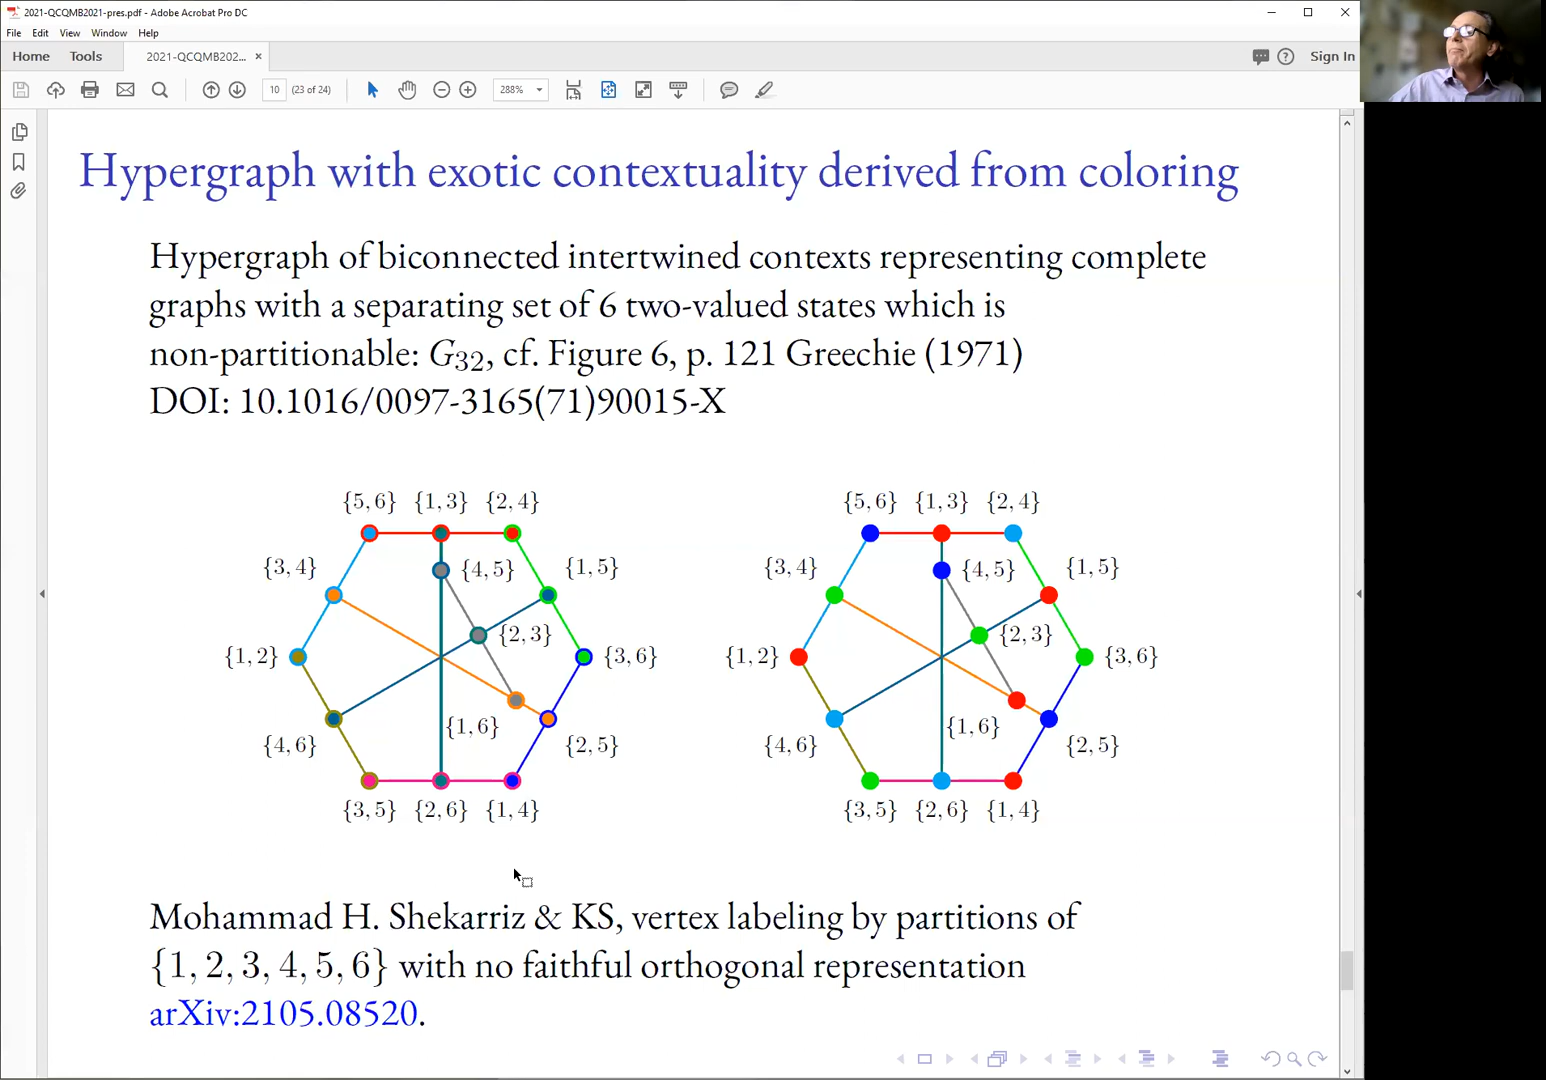 2021-QCQMB2021-pres.pdf - Adobe Acrobat Pro DC
File Edit View Window Help
Home Tools 2021-QCQMB202... × Sign In
10 (23 of 24) 288%
Hypergraph with exotic contextuality derived from coloring
Hypergraph of biconnected intertwined contexts representing complete
graphs with a separating set of 6 two-valued states which is
non-partitionable: G₃₂, cf. Figure 6, p. 121 Greechie (1971)
DOI: 10.1016/0097-3165(71)90015-X
{5, 6} {1, 3} {2, 4} {5, 6} {1, 3} {2, 4}
{3, 4} {4, 5} {1, 5} {3, 4} {4, 5} {1, 5}
{2, 3} {2, 3}
{1, 2} {3, 6} {1, 2} {3, 6}
{1, 6} {1, 6}
{4, 6} {2, 5} {4, 6} {2, 5}
{3, 5} {2, 6} {1, 4} {3, 5} {2, 6} {1, 4}
Mohammad H. Shekarriz & KS, vertex labeling by partitions of
{1, 2, 3, 4, 5, 6} with no faithful orthogonal representation
arXiv:2105.08520.